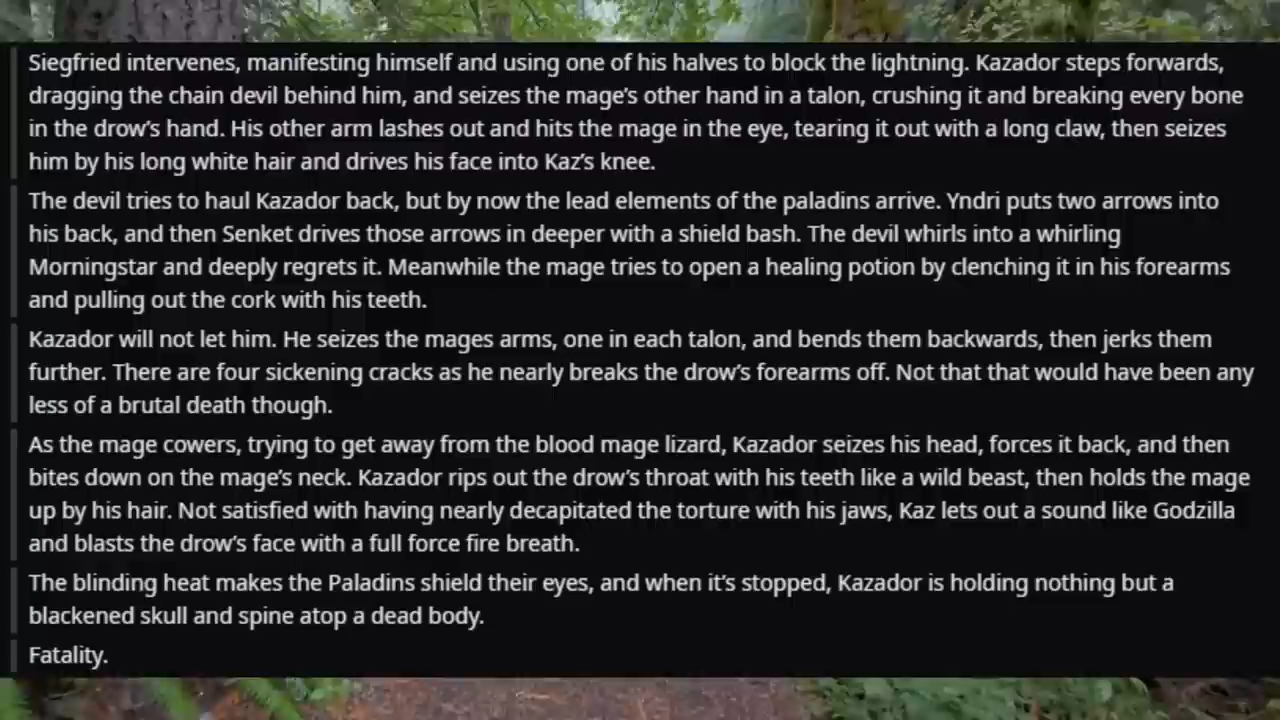 Siegfried intervenes, manifesting himself and using one of his halves to block the lightning. Kazador steps forwards,
dragging the chain devil behind him, and seizes the mage's other hand in a talon, crushing it and breaking every bone
in the drow's hand. His other arm lashes out and hits the mage in the eye, tearing it out with a long claw, then seizes
him by his long white hair and drives his face into Kaz's knee.
The devil tries to haul Kazador back, but by now the lead elements of the paladins arrive. Yndri puts two arrows into
his back, and then Senket drives those arrows in deeper with a shield bash. The devil whirls into a whirling
Morningstar and deeply regrets it. Meanwhile the mage tries to open a healing potion by clenching it in his forearms
and pulling out the cork with his teeth.
Kazador will not let him. He seizes the mages arms, one in each talon, and bends them backwards, then jerks them
further. There are four sickening cracks as he nearly breaks the drow's forearms off. Not that that would have been any
less of a brutal death though.
As the mage cowers, trying to get away from the blood mage lizard, Kazador seizes his head, forces it back, and then
bites down on the mage's neck. Kazador rips out the drow's throat with his teeth like a wild beast, then holds the mage
up by his hair. Not satisfied with having nearly decapitated the torture with his jaws, Kaz lets out a sound like Godzilla
and blasts the drow's face with a full force fire breath.
The blinding heat makes the Paladins shield their eyes, and when it's stopped, Kazador is holding nothing but a
blackened skull and spine atop a dead body.
Fatality.